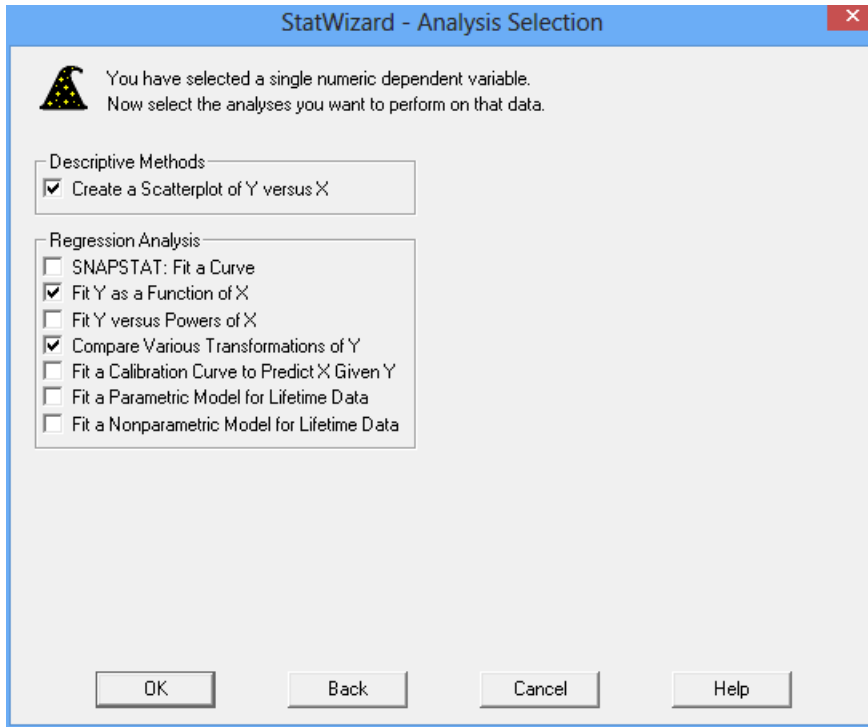 StatWizard - Analysis Selection
You have selected a single numeric dependent variable.
Now select the analyses you want to perform on that data.
Descriptive Methods
Create a Scatterplot of Y versus X
Regression Analysis
SNAPSTAT: Fit a Curve
Fit Y as a Function of X
Fit Y versus Powers of X
Compare Various Transformations of Y
Fit a Calibration Curve to Predict X Given Y
Fit a Parametric Model for Lifetime Data
Fit a Nonparametric Model for Lifetime Data
OK Back Cancel Help